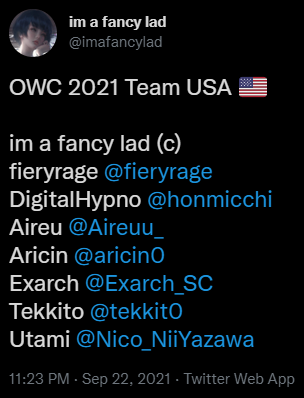 im a fancy lad
@imafancylad
OWC 2021 Team USA 🇺🇸
im a fancy lad (c)
fieryrage @fieryrage
DigitalHypno @honmicchi
Aireu @Aireuu_
Aricin @aricin0
Exarch @Exarch_SC
Tekkito @tekkit0
Utami @Nico_NiiYazawa
11:23 PM · Sep 22, 2021 · Twitter Web App